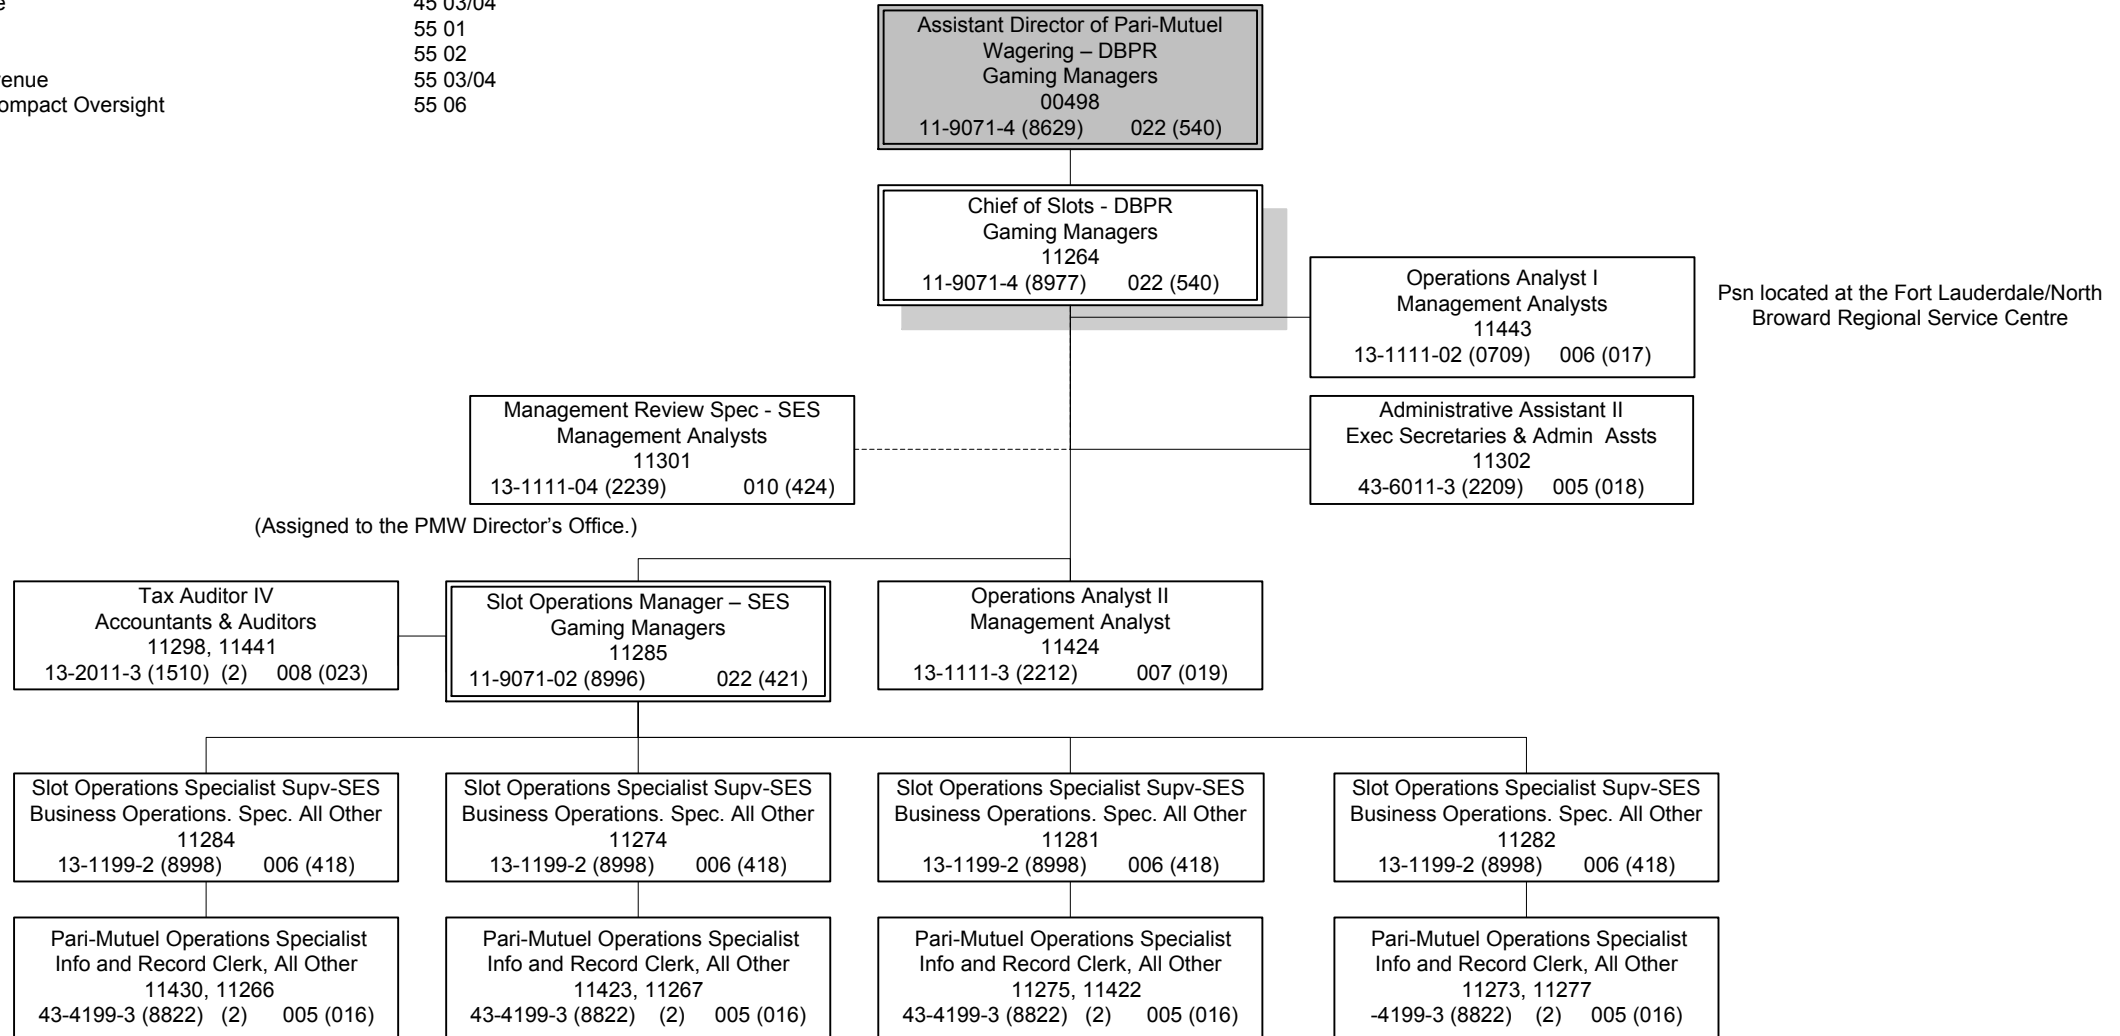 45 03/04
55 01
55 02
venue 55 03/04
ompact Oversight 55 06
Assistant Director of Pari-Mutuel
Wagering – DBPR
Gaming Managers
00498
11-9071-4 (8629) 022 (540)
Chief of Slots - DBPR
Gaming Managers
11264
11-9071-4 (8977) 022 (540)
Operations Analyst I
Management Analysts
11443
13-1111-02 (0709) 006 (017)
Psn located at the Fort Lauderdale/North
Broward Regional Service Centre
Management Review Spec - SES
Management Analysts
11301
13-1111-04 (2239) 010 (424)
(Assigned to the PMW Director's Office.)
Administrative Assistant II
Exec Secretaries & Admin Assts
11302
43-6011-3 (2209) 005 (018)
Tax Auditor IV
Accountants & Auditors
11298, 11441
13-2011-3 (1510) (2) 008 (023)
Slot Operations Manager – SES
Gaming Managers
11285
11-9071-02 (8996) 022 (421)
Operations Analyst II
Management Analyst
11424
13-1111-3 (2212) 007 (019)
Slot Operations Specialist Supv-SES
Business Operations. Spec. All Other
11284
13-1199-2 (8998) 006 (418)
Slot Operations Specialist Supv-SES
Business Operations. Spec. All Other
11274
13-1199-2 (8998) 006 (418)
Slot Operations Specialist Supv-SES
Business Operations. Spec. All Other
11281
13-1199-2 (8998) 006 (418)
Slot Operations Specialist Supv-SES
Business Operations. Spec. All Other
11282
13-1199-2 (8998) 006 (418)
Pari-Mutuel Operations Specialist
Info and Record Clerk, All Other
11430, 11266
43-4199-3 (8822) (2) 005 (016)
Pari-Mutuel Operations Specialist
Info and Record Clerk, All Other
11423, 11267
43-4199-3 (8822) (2) 005 (016)
Pari-Mutuel Operations Specialist
Info and Record Clerk, All Other
11275, 11422
43-4199-3 (8822) (2) 005 (016)
Pari-Mutuel Operations Specialist
Info and Record Clerk, All Other
11273, 11277
-4199-3 (8822) (2) 005 (016)